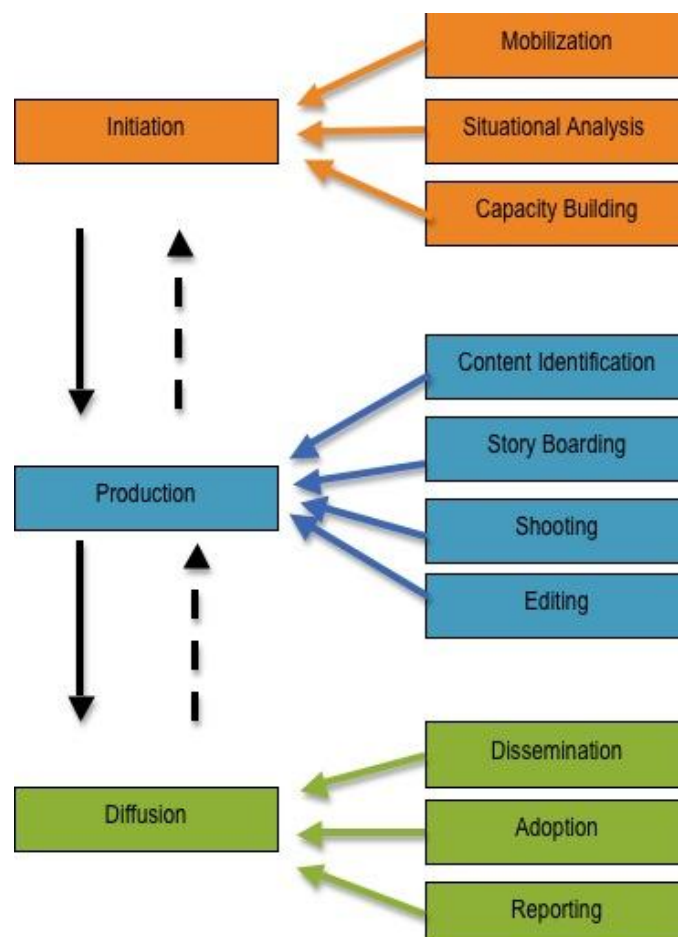 Mobilization
Initiation
Situational Analysis
Capacity Building
Content Identification
Story Boarding
Production
Shooting
Editing
Dissemination
Diffusion
Adoption
Reporting